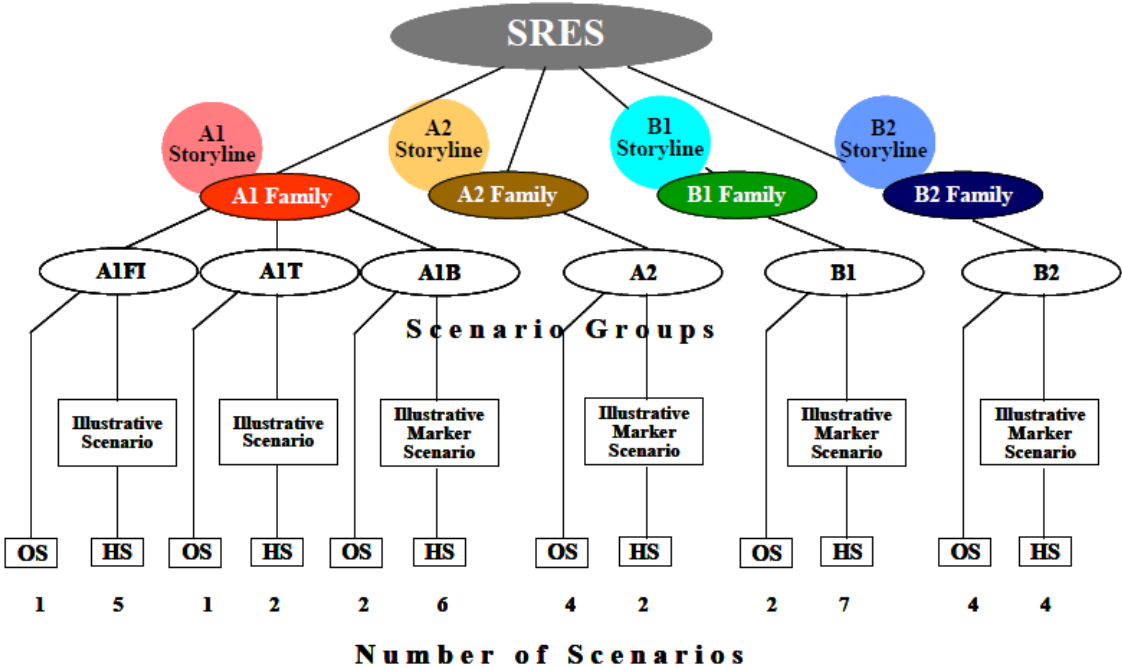 SRES
A1
Storyline
A2
Storyline
B1
Storyline
B2
Storyline
A1 Family
A2 Family
B1 Family
B2 Family
A1FI
A1T
A1B
A2
B1
B2
Scenario Groups
Illustrative
Scenario
Illustrative
Scenario
Illustrative
Marker
Scenario
Illustrative
Marker
Scenario
Illustrative
Marker
Scenario
Illustrative
Marker
Scenario
OS HS OS HS OS HS OS HS OS HS OS HS
1 5 1 2 2 6 4 2 2 7 4 4
Number of Scenarios